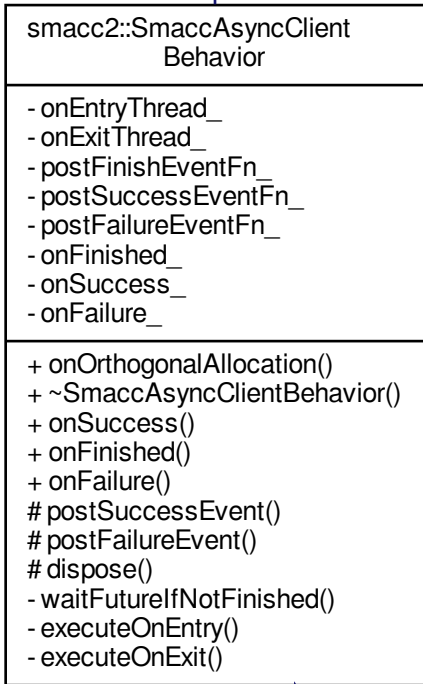 smacc2::SmaccAsyncClient
Behavior
- onEntryThread_
- onExitThread_
- postFinishEventFn_
- postSuccessEventFn_
- postFailureEventFn_
- onFinished_
- onSuccess_
- onFailure_
+ onOrthogonalAllocation()
+ ~SmaccAsyncClientBehavior()
+ onSuccess()
+ onFinished()
+ onFailure()
# postSuccessEvent()
# postFailureEvent()
# dispose()
- waitFutureIfNotFinished()
- executeOnEntry()
- executeOnExit()